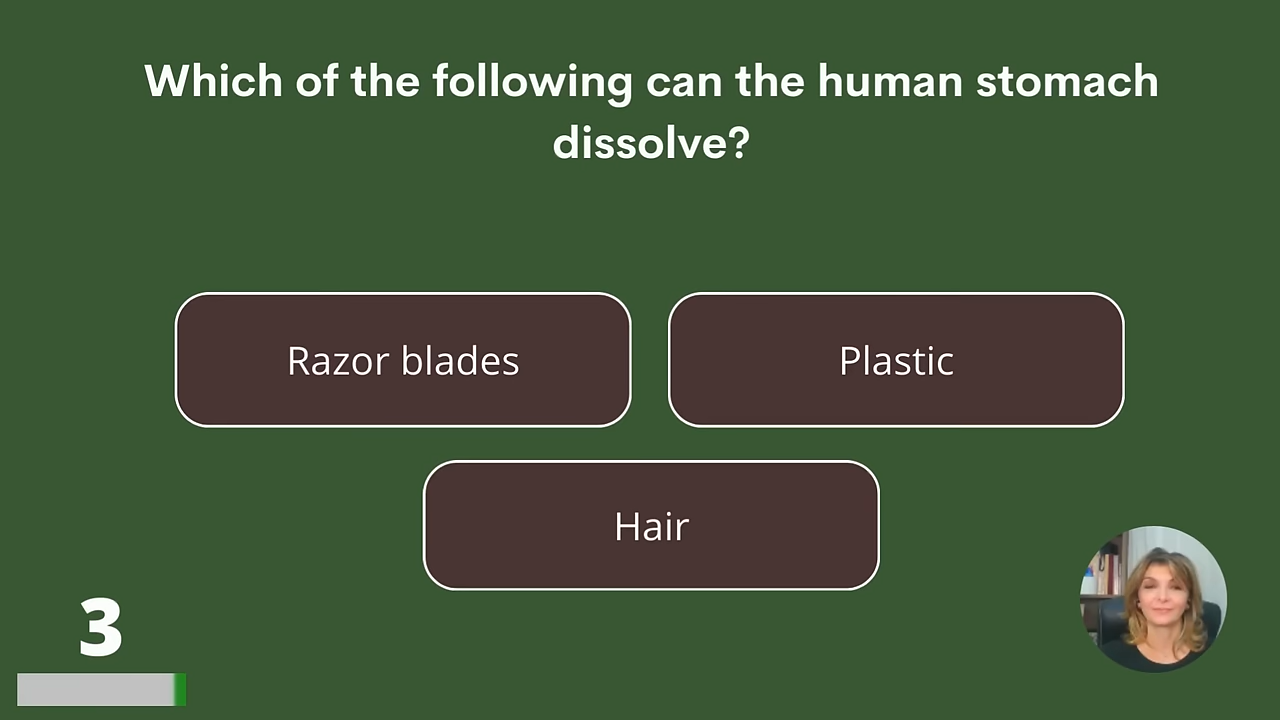 Which of the following can the human stomach
dissolve?
Razor blades
Plastic
Hair
3